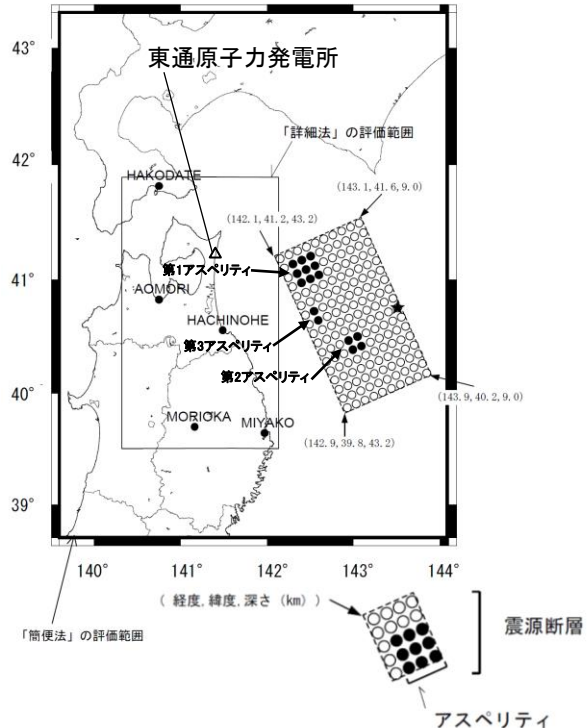 43°
東通原子力発電所
「詳細法」の評価範囲
42°
HAKODATE
(143.1, 41.6, 9.0)
(142.1, 41.2, 43.2)
第1アスペリティ
41°
AOMORI
HACHINOHE
第3アスペリティ
第2アスペリティ
40°
(143.9, 40.2, 9.0)
MORIOKA
MIYAKO
(142.9, 39.8, 43.2)
39°
140°
141°
142°
143°
144°
( 経度, 緯度, 深さ (km) )
「簡便法」の評価範囲
震源断層
アスペリティ